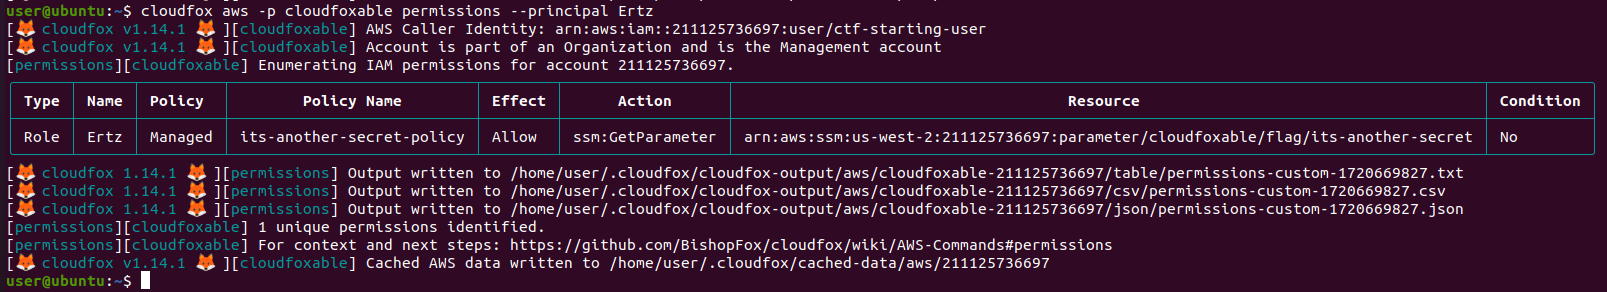 user@ubuntu:~$ cloudfox aws -p cloudfoxable permissions --principal Ertz
[🦊 cloudfox v1.14.1 🦊 ][cloudfoxable] AWS Caller Identity: arn:aws:iam::211125736697:user/ctf-starting-user
[🦊 cloudfox v1.14.1 🦊 ][cloudfoxable] Account is part of an Organization and is the Management account
[permissions][cloudfoxable] Enumerating IAM permissions for account 211125736697.
Type Name Policy Policy Name Effect Action Resource Condition
Role Ertz Managed its-another-secret-policy Allow ssm:GetParameter arn:aws:ssm:us-west-2:211125736697:parameter/cloudfoxable/flag/its-another-secret No
[🦊 cloudfox 1.14.1 🦊 ][permissions] Output written to /home/user/.cloudfox/cloudfox-output/aws/cloudfoxable-211125736697/table/permissions-custom-1720669827.txt
[🦊 cloudfox 1.14.1 🦊 ][permissions] Output written to /home/user/.cloudfox/cloudfox-output/aws/cloudfoxable-211125736697/csv/permissions-custom-1720669827.csv
[🦊 cloudfox 1.14.1 🦊 ][permissions] Output written to /home/user/.cloudfox/cloudfox-output/aws/cloudfoxable-211125736697/json/permissions-custom-1720669827.json
[permissions][cloudfoxable] 1 unique permissions identified.
[permissions][cloudfoxable] For context and next steps: https://github.com/BishopFox/cloudfox/wiki/AWS-Commands#permissions
[🦊 cloudfox v1.14.1 🦊 ][cloudfoxable] Cached AWS data written to /home/user/.cloudfox/cached-data/aws/211125736697
user@ubuntu:~$